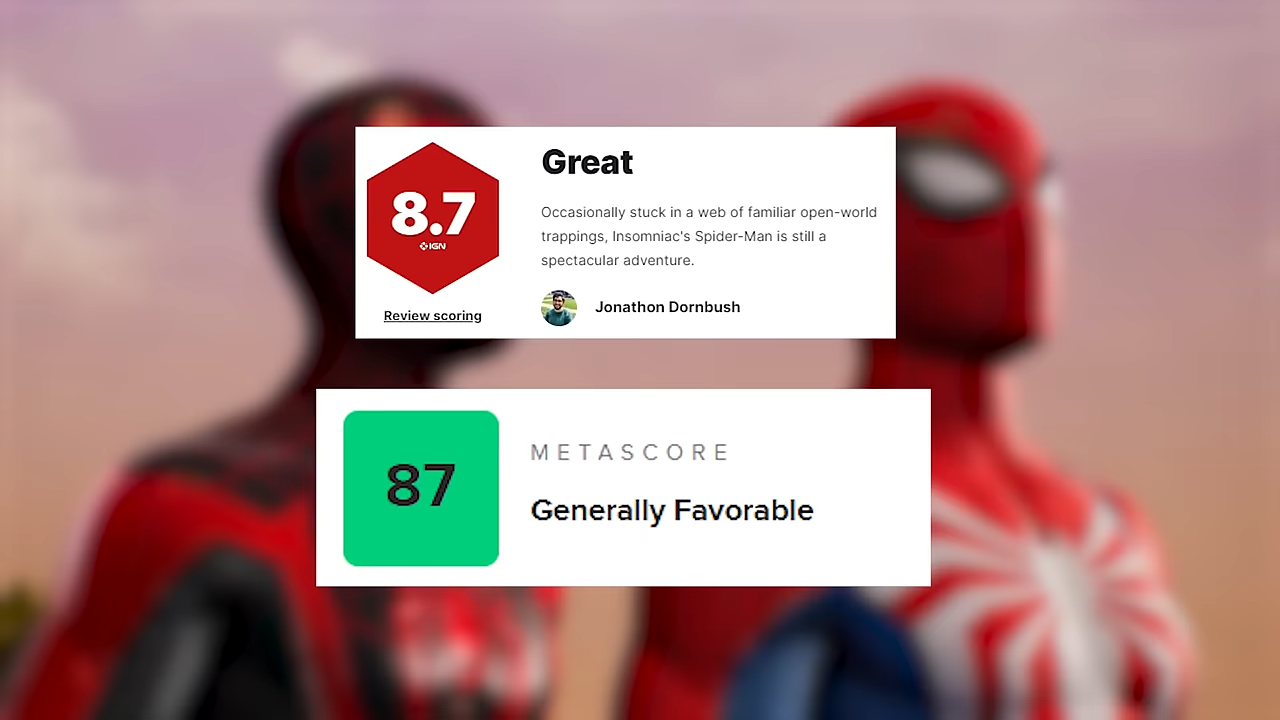 8.7
IGN
Review scoring
Great
Occasionally stuck in a web of familiar open-world
trappings, Insomniac's Spider-Man is still a
spectacular adventure.
Jonathon Dornbush
87
METASCORE
Generally Favorable